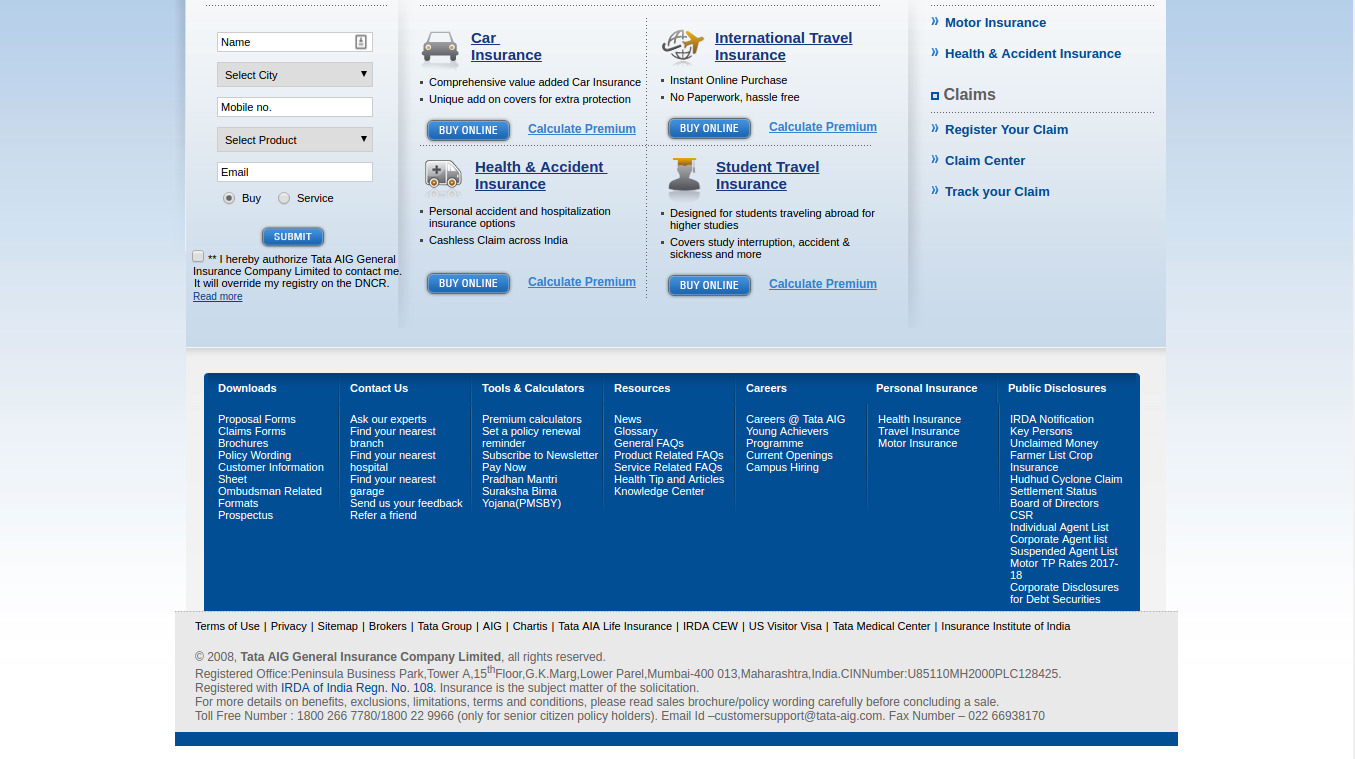 Name
Select City
Mobile no.
Select Product
Email
Buy
Service
SUBMIT
** I hereby authorize Tata AIG General
Insurance Company Limited to contact me.
It will override my registry on the DNCR.
Read more
Car
Insurance
Comprehensive value added Car Insurance
Unique add on covers for extra protection
BUY ONLINE
Calculate Premium
International Travel
Insurance
Instant Online Purchase
No Paperwork, hassle free
BUY ONLINE
Calculate Premium
Health & Accident
Insurance
Personal accident and hospitalization
insurance options
Cashless Claim across India
BUY ONLINE
Calculate Premium
Student Travel
Insurance
Designed for students traveling abroad for
higher studies
Covers study interruption, accident &
sickness and more
BUY ONLINE
Calculate Premium
Motor Insurance
Health & Accident Insurance
Claims
Register Your Claim
Claim Center
Track your Claim
Downloads
Proposal Forms
Claims Forms
Brochures
Policy Wording
Customer Information
Sheet
Ombudsman Related
Formats
Prospectus
Contact Us
Ask our experts
Find your nearest
branch
Find your nearest
hospital
Find your nearest
garage
Send us your feedback
Refer a friend
Tools & Calculators
Premium calculators
Set a policy renewal
reminder
Subscribe to Newsletter
Pay Now
Pradhan Mantri
Suraksha Bima
Yojana(PMSBY)
Resources
News
Glossary
General FAQs
Product Related FAQs
Service Related FAQs
Health Tip and Articles
Knowledge Center
Careers
Careers @ Tata AIG
Young Achievers
Programme
Current Openings
Campus Hiring
Personal Insurance
Health Insurance
Travel Insurance
Motor Insurance
Public Disclosures
IRDA Notification
Key Persons
Unclaimed Money
Farmer List Crop
Insurance
Hudhud Cyclone Claim
Settlement Status
Board of Directors
CSR
Individual Agent List
Corporate Agent list
Suspended Agent List
Motor TP Rates 2017-
18
Corporate Disclosures
for Debt Securities
Terms of Use | Privacy | Sitemap | Brokers | Tata Group | AIG | Chartis | Tata AIA Life Insurance | IRDA CEW | US Visitor Visa | Tata Medical Center | Insurance Institute of India
© 2008, Tata AIG General Insurance Company Limited, all rights reserved.
Registered Office:Peninsula Business Park,Tower A,15th Floor,G.K.Marg,Lower Parel,Mumbai-400 013,Maharashtra,India.CINNumber:U85110MH2000PLC128425.
Registered with IRDA of India Regn. No. 108. Insurance is the subject matter of the solicitation.
For more details on benefits, exclusions, limitations, terms and conditions, please read sales brochure/policy wording carefully before concluding a sale.
Toll Free Number : 1800 266 7780/1800 22 9966 (only for senior citizen policy holders). Email Id –customersupport@tata-aig.com. Fax Number – 022 66938170